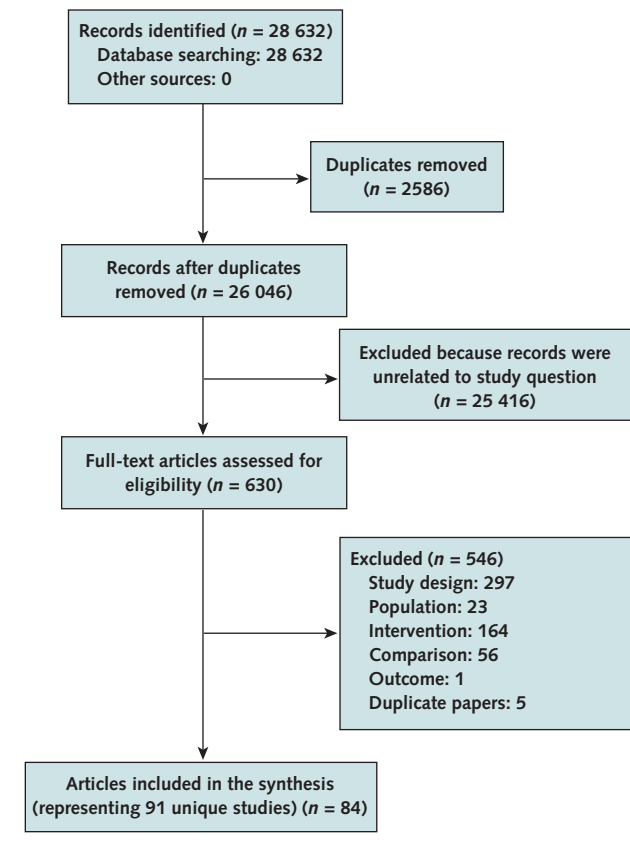 Records identified (n = 28 632)
Database searching: 28 632
Other sources: 0
Duplicates removed
(n = 2586)
Records after duplicates
removed (n = 26 046)
Excluded because records were
unrelated to study question
(n = 25 416)
Full-text articles assessed for
eligibility (n = 630)
Excluded (n = 546)
Study design: 297
Population: 23
Intervention: 164
Comparison: 56
Outcome: 1
Duplicate papers: 5
Articles included in the synthesis
(representing 91 unique studies) (n = 84)